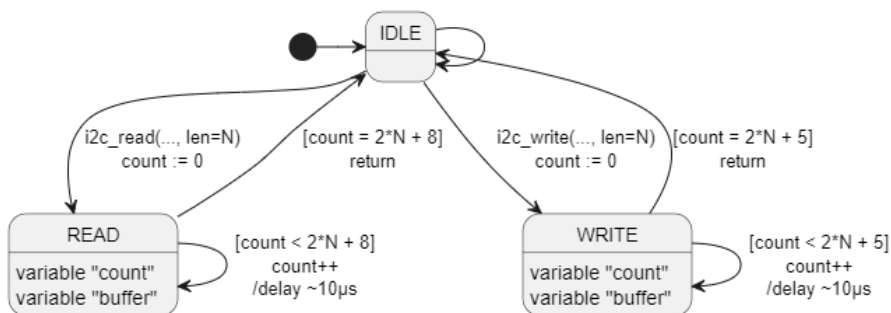 IDLE
i2c_read(..., len=N)
count := 0
[count = 2*N + 8]
return
i2c_write(..., len=N)
count := 0
[count = 2*N + 5]
return
READ
variable "count"
variable "buffer"
[count < 2*N + 8]
count++
/delay ~10µs
WRITE
variable "count"
variable "buffer"
[count < 2*N + 5]
count++
/delay ~10µs